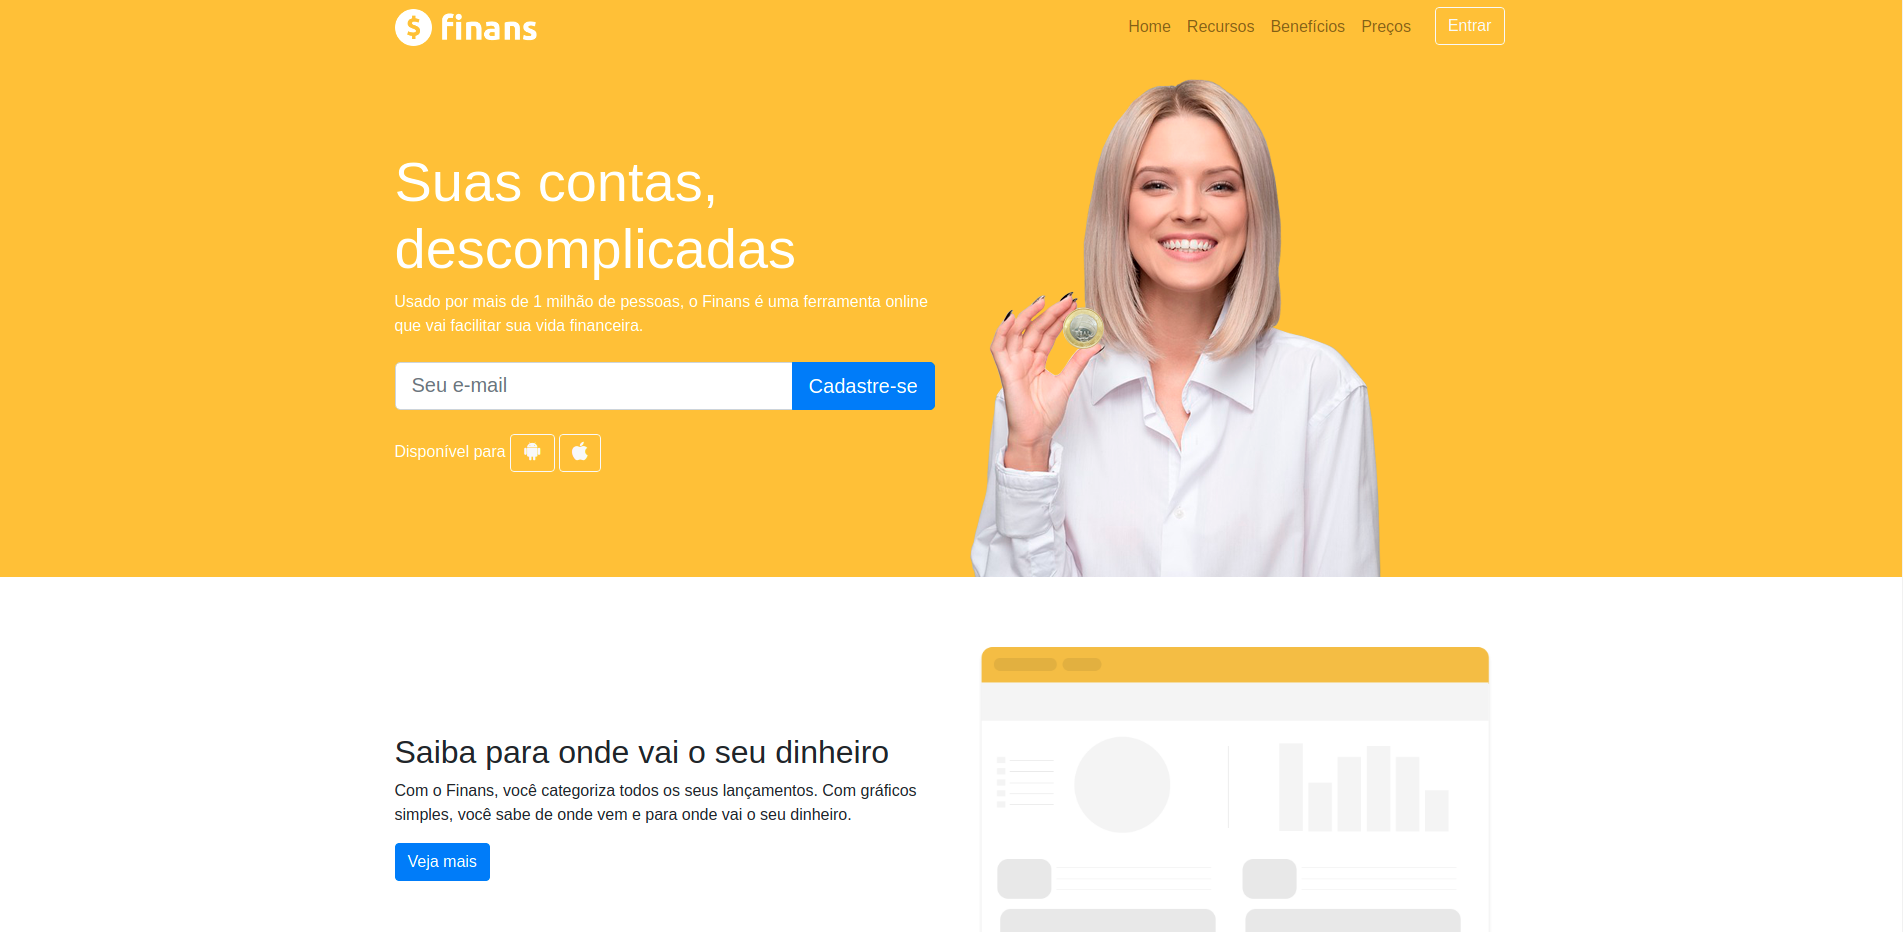 finans
Home Recursos Benefícios Preços Entrar
Suas contas,
descomplicadas
Usado por mais de 1 milhão de pessoas, o Finans é uma ferramenta online
que vai facilitar sua vida financeira.
Seu e-mail Cadastre-se
Disponível para
Saiba para onde vai o seu dinheiro
Com o Finans, você categoriza todos os seus lançamentos. Com gráficos
simples, você sabe de onde vem e para onde vai o seu dinheiro.
Veja mais